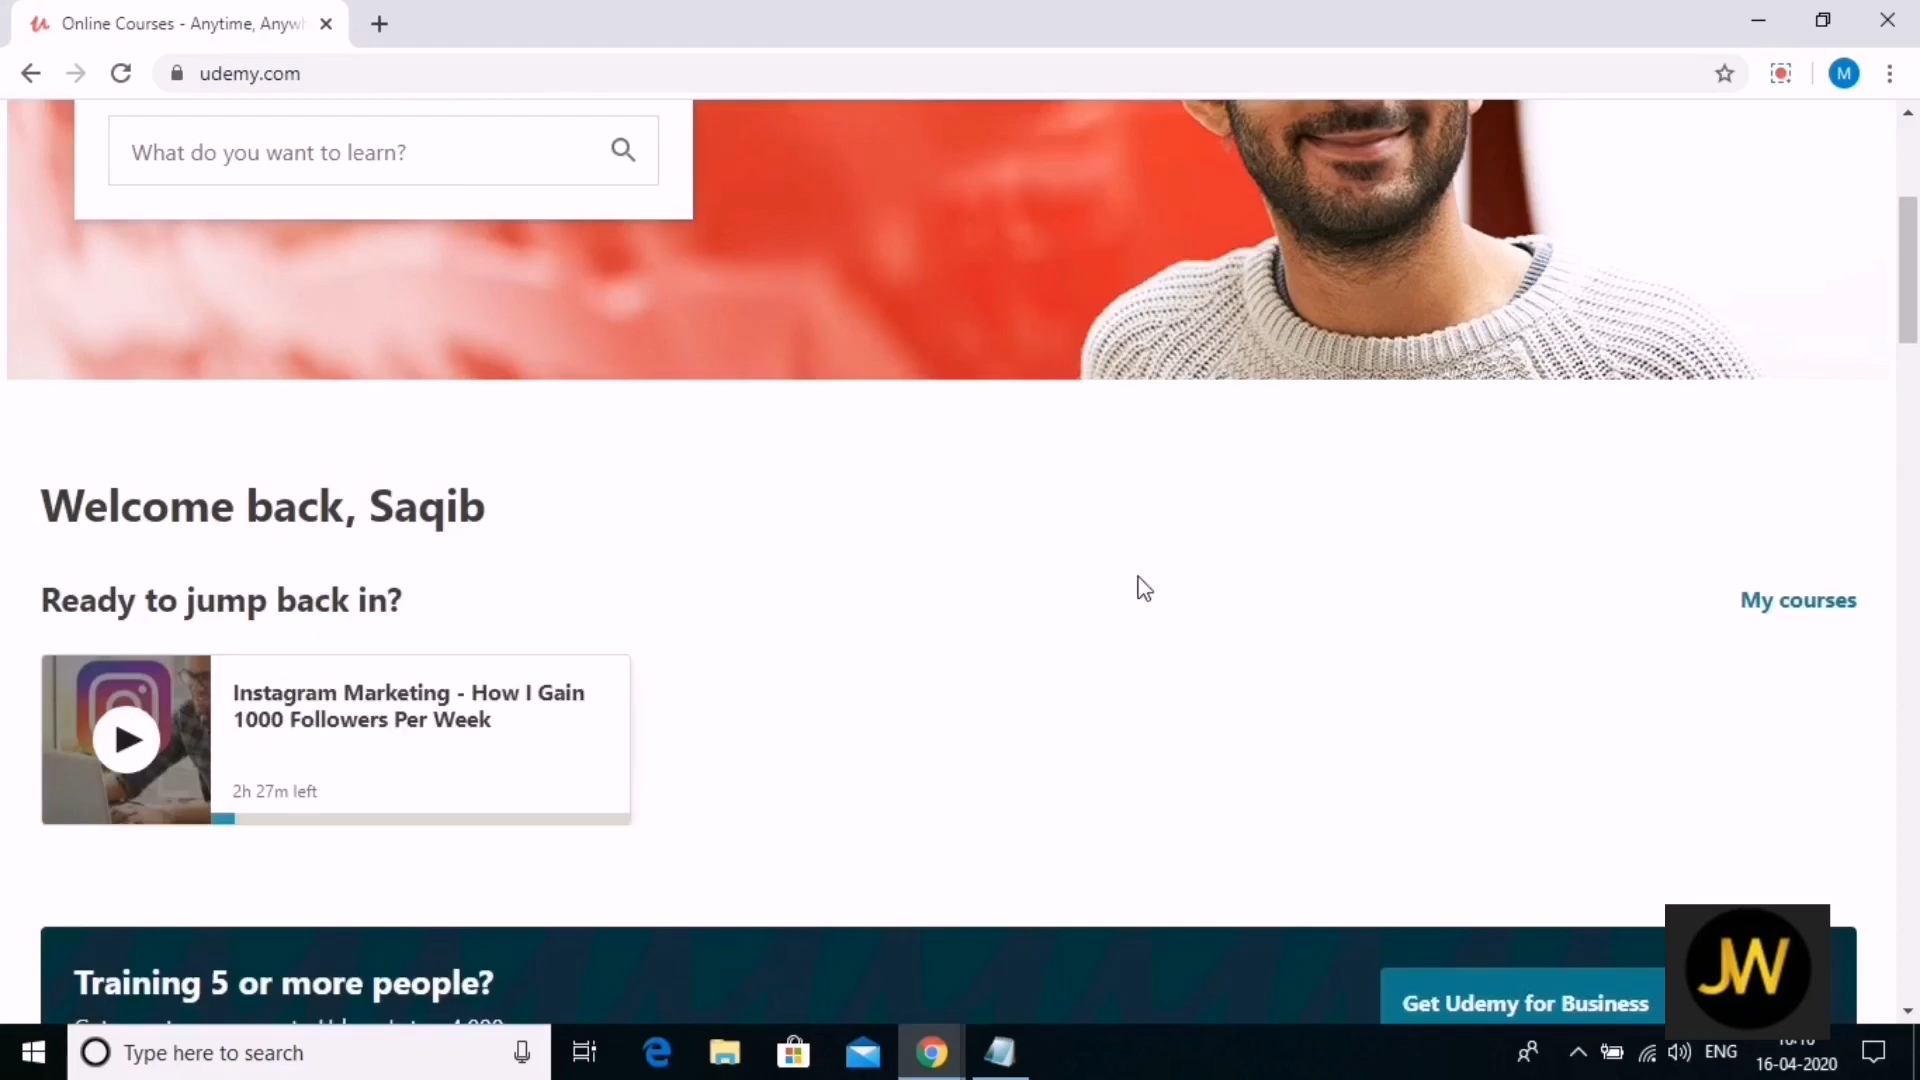 Online Courses - Anytime, Anywh
udemy.com
M
What do you want to learn?
Welcome back, Saqib
Ready to jump back in?
My courses
Instagram Marketing - How I Gain
1000 Followers Per Week
2h 27m left
Training 5 or more people?
Get Udemy for Business
JW
Type here to search
ENG
16-04-2020